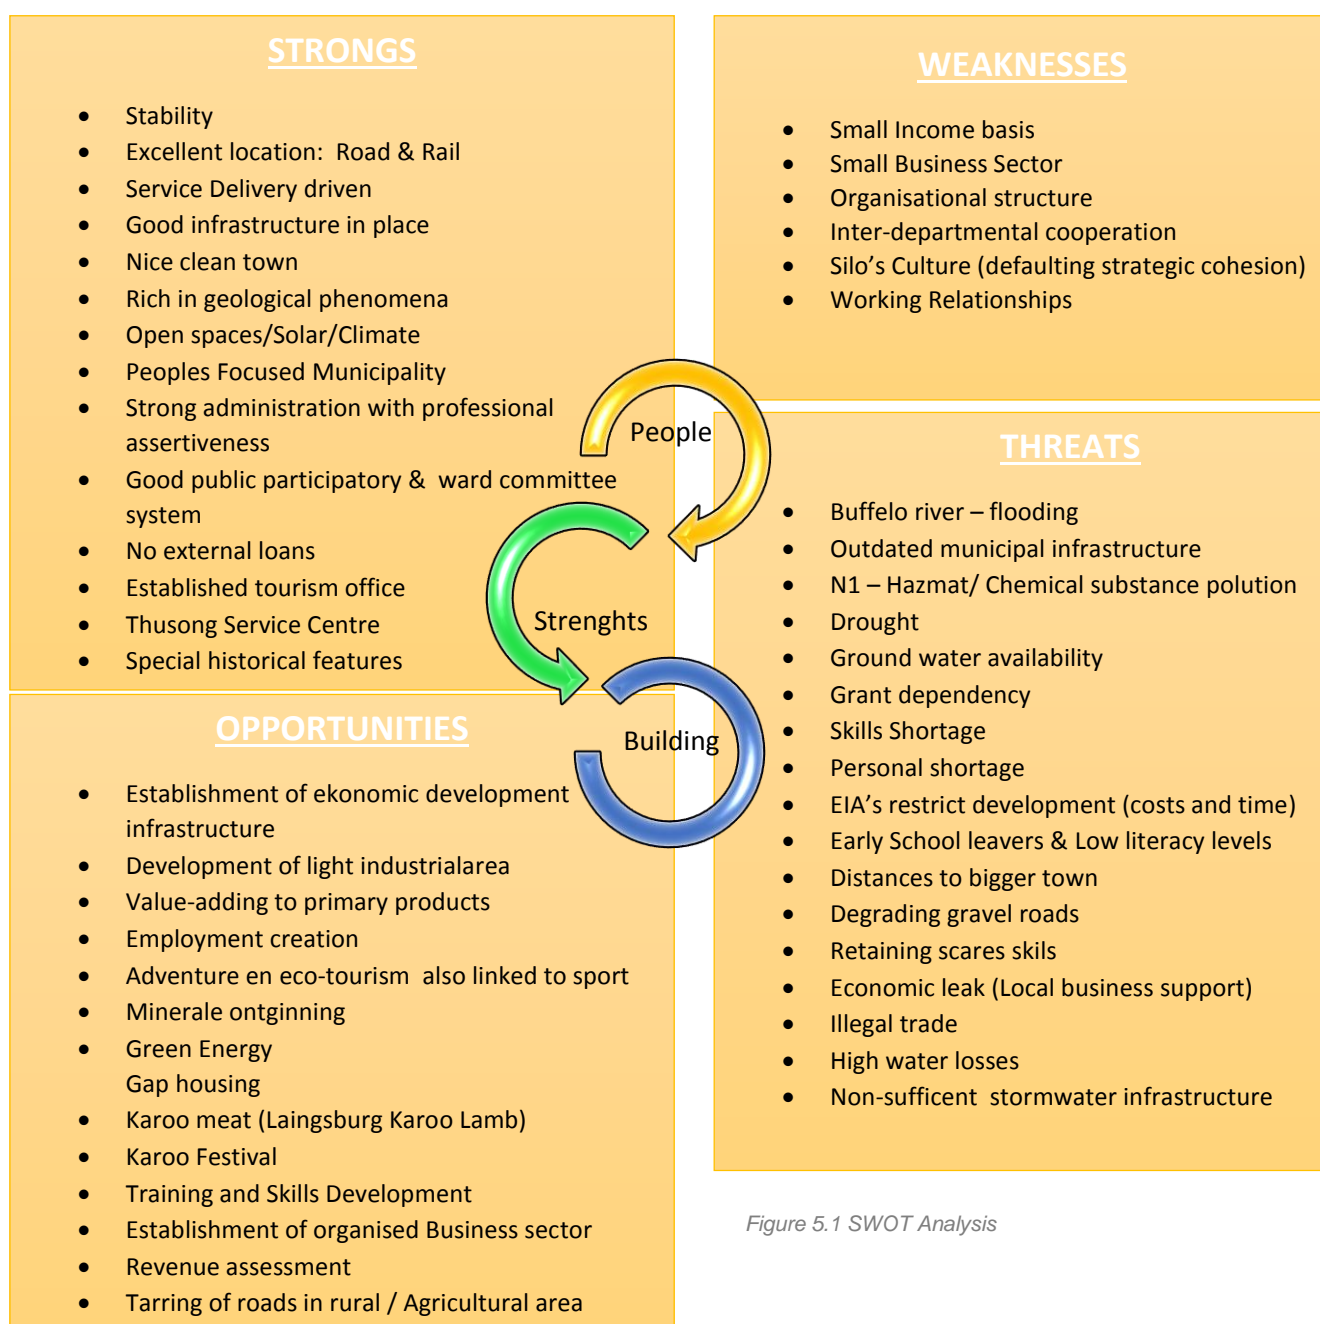 STRONGS
• Stability
• Excellent location:  Road & Rail
• Service Delivery driven
• Good infrastructure in place
• Nice clean town
• Rich in geological phenomena
• Open spaces/Solar/Climate
• Peoples Focused Municipality
• Strong administration with professional
assertiveness
• Good public participatory &  ward committee
system
• No external loans
• Established tourism office
• Thusong Service Centre
• Special historical features
WEAKNESSES
• Small Income basis
• Small Business Sector
• Organisational structure
• Inter-departmental cooperation
• Silo’s Culture (defaulting strategic cohesion)
• Working Relationships
People
Strenghts
Building
OPPORTUNITIES
• Establishment of ekonomic development
infrastructure
• Development of light industrialarea
• Value-adding to primary products
• Employment creation
• Adventure en eco-tourism  also linked to sport
• Minerale ontginning
• Green Energy
Gap housing
• Karoo meat (Laingsburg Karoo Lamb)
• Karoo Festival
• Training and Skills Development
• Establishment of organised Business sector
• Revenue assessment
• Tarring of roads in rural / Agricultural area
THREATS
• Buffelo river – flooding
• Outdated municipal infrastructure
• N1 – Hazmat/ Chemical substance polution
• Drought
• Ground water availability
• Grant dependency
• Skills Shortage
• Personal shortage
• EIA’s restrict development (costs and time)
• Early School leavers & Low literacy levels
• Distances to bigger town
• Degrading gravel roads
• Retaining scares skils
• Economic leak (Local business support)
• Illegal trade
• High water losses
• Non-sufficent  stormwater infrastructure
Figure 5.1 SWOT Analysis